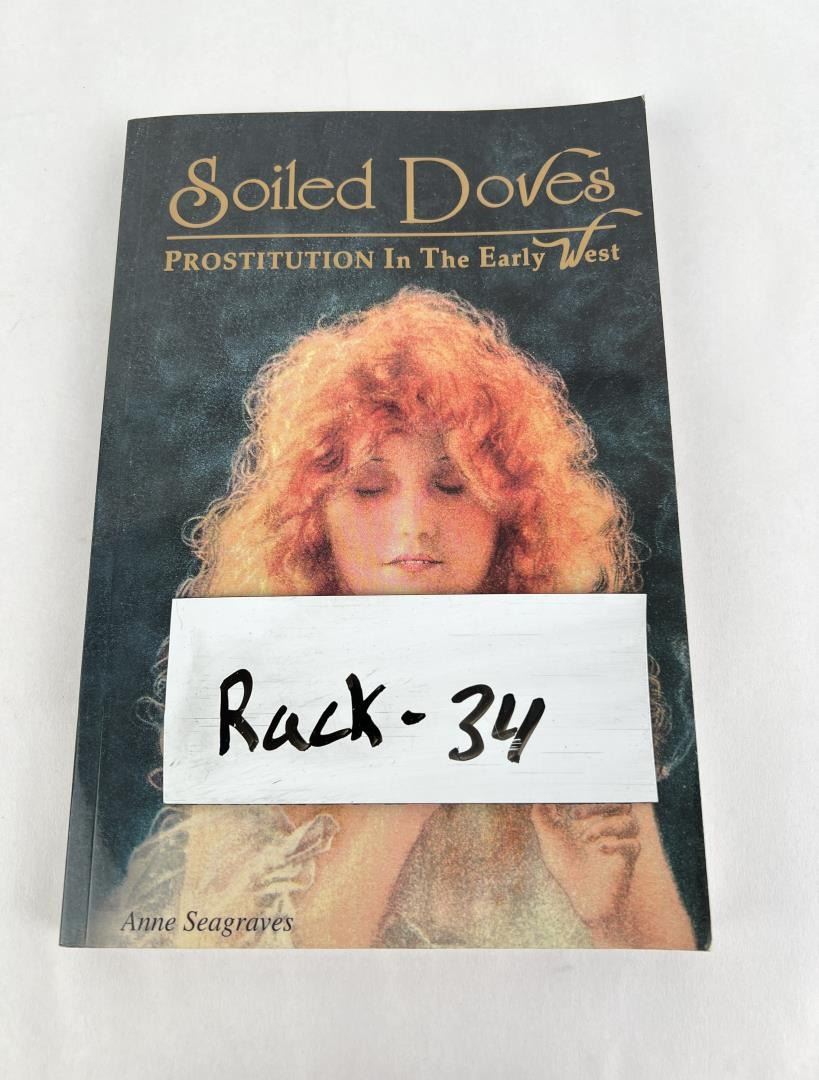 Soiled Doves
PROSTITUTION In The Early West
Rack - 34
Anne Seagraves